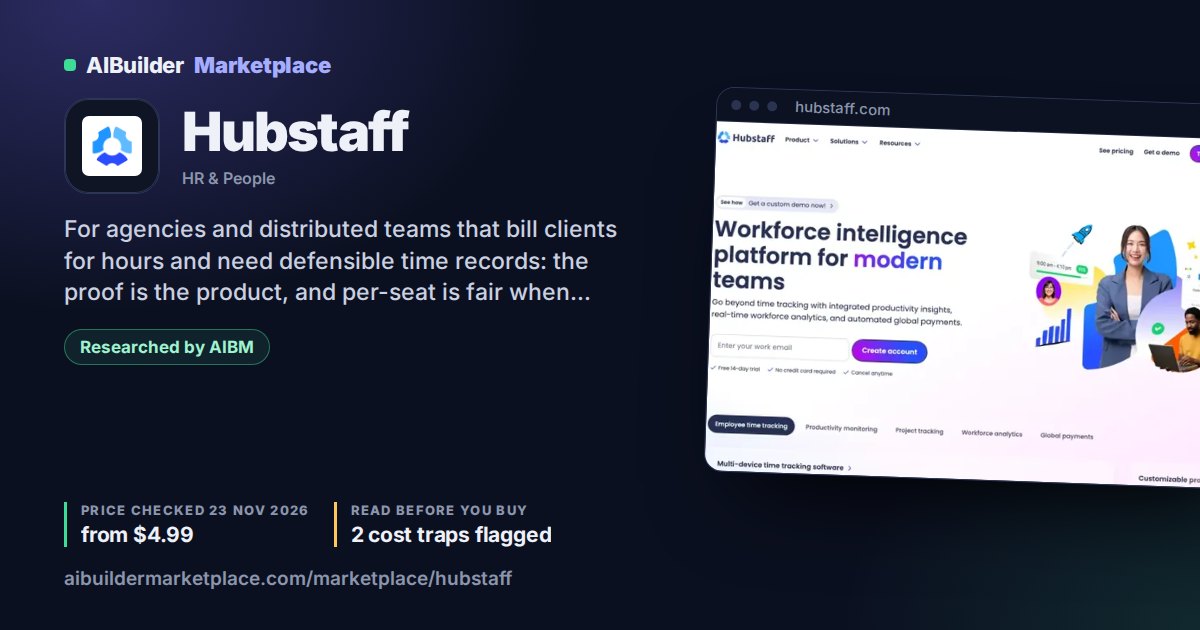 AIBuilder Marketplace
Hubstaff
HR & People
For agencies and distributed teams that bill clients
for hours and need defensible time records: the
proof is the product, and per-seat is fair when...
Researched by AIBM
PRICE CHECKED 23 NOV 2026
from $4.99
READ BEFORE YOU BUY
2 cost traps flagged
aibuildermarketplace.com/marketplace/hubstaff
hubstaff.com
Hubstaff Product Solutions Resources See pricing Get a demo
See how Get a custom demo now!
Workforce intelligence
platform for modern
teams
Go beyond time tracking with integrated productivity insights,
real-time workforce analytics, and automated global payments.
Enter your work email Create account
Free 14-day trial No credit card required Cancel anytime
Employee time tracking Productivity monitoring Project tracking Workforce analytics Global payments
Multi-device time tracking software